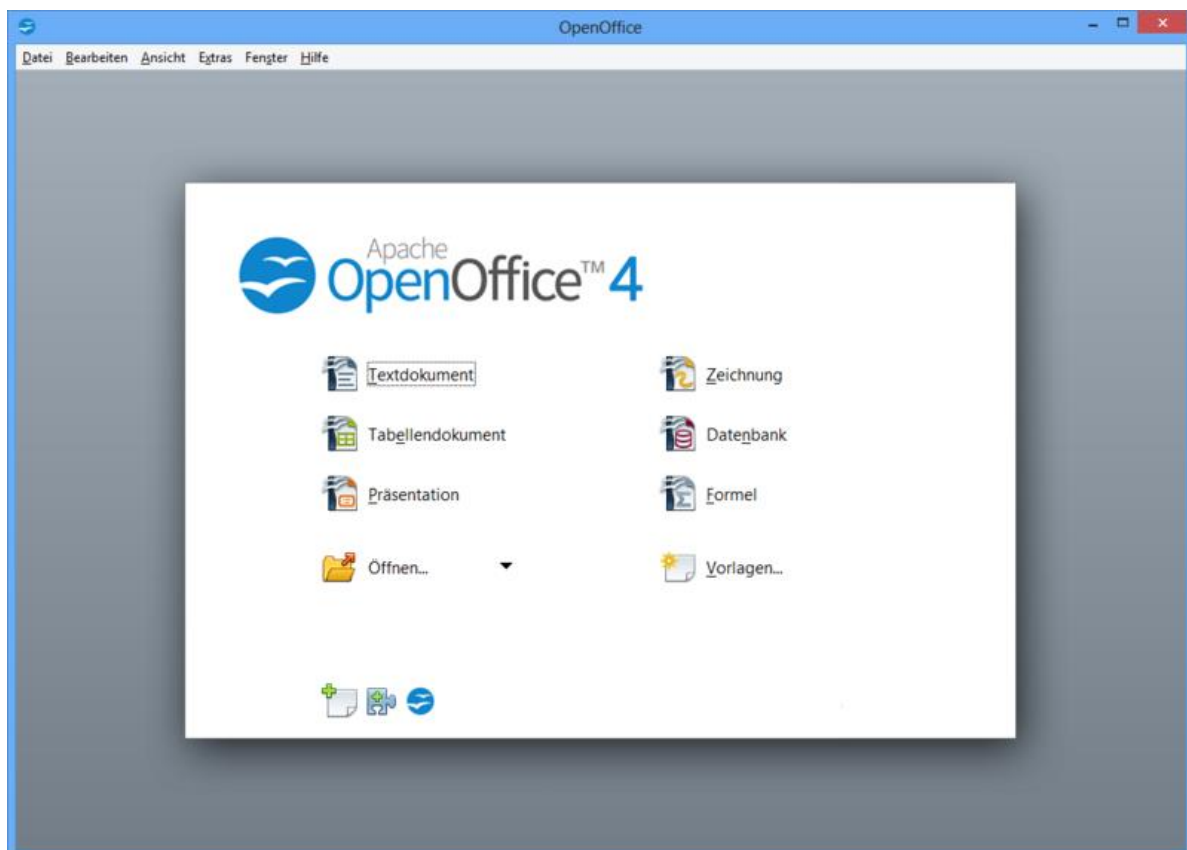 OpenOffice
Datei Bearbeiten Ansicht Extras Fenster Hilfe
Apache
OpenOffice™ 4
Textdokument
Zeichnung
Tabellendokument
Datenbank
Präsentation
Formel
Öffnen...
Vorlagen...